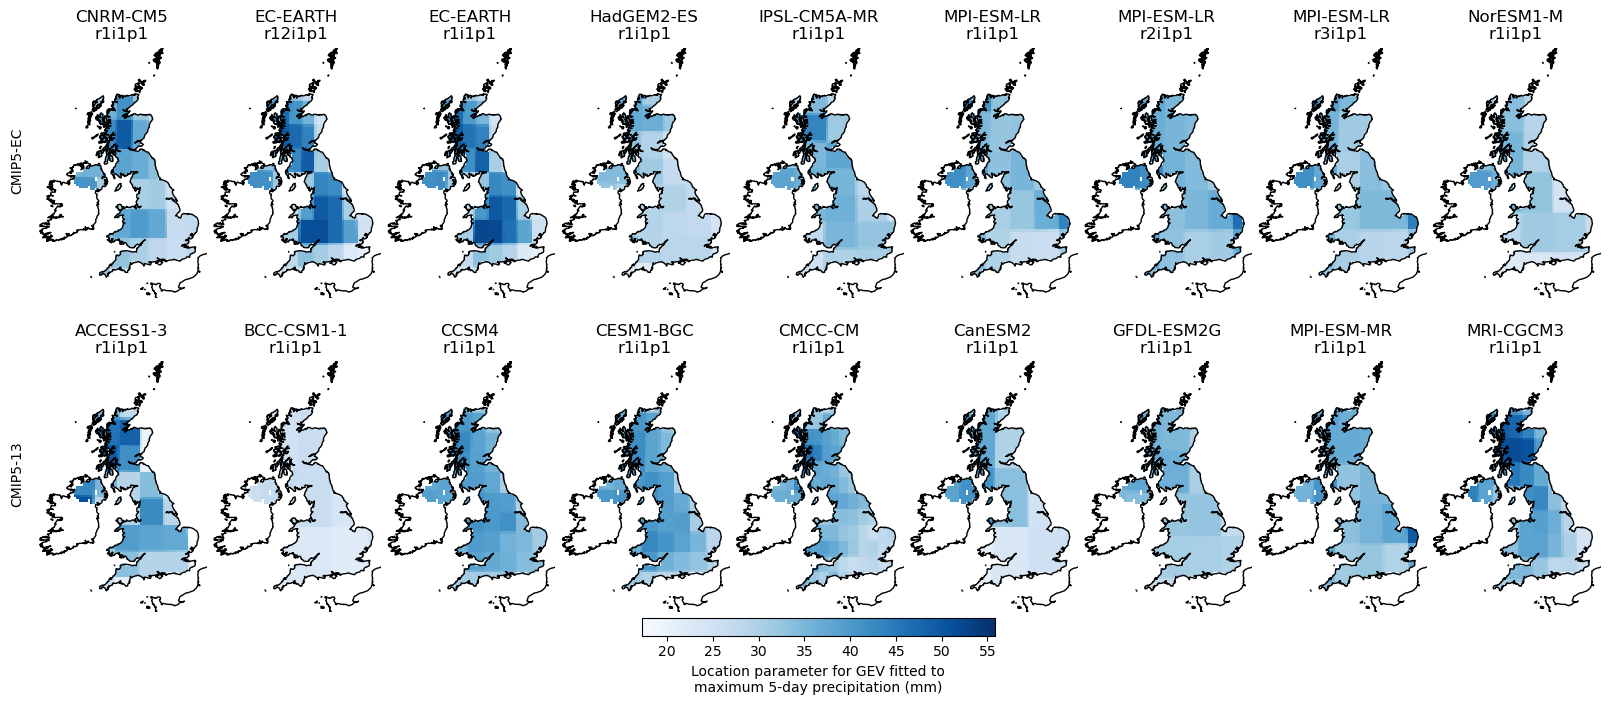 CNRM-CM5 EC-EARTH EC-EARTH HadGEM2-ES IPSL-CM5A-MR MPI-ESM-LR MPI-ESM-LR MPI-ESM-LR NorESM1-M
r1i1p1 r12i1p1 r1i1p1 r1i1p1 r1i1p1 r1i1p1 r2i1p1 r3i1p1 r1i1p1
CMIP5-EC
ACCESS1-3 BCC-CSM1-1 CCSM4 CESM1-BGC CMCC-CM CanESM2 GFDL-ESM2G MPI-ESM-MR MRI-CGCM3
r1i1p1 r1i1p1 r1i1p1 r1i1p1 r1i1p1 r1i1p1 r1i1p1 r1i1p1 r1i1p1
CMIP5-13
20 25 30 35 40 45 50 55
Location parameter for GEV fitted to
maximum 5-day precipitation (mm)